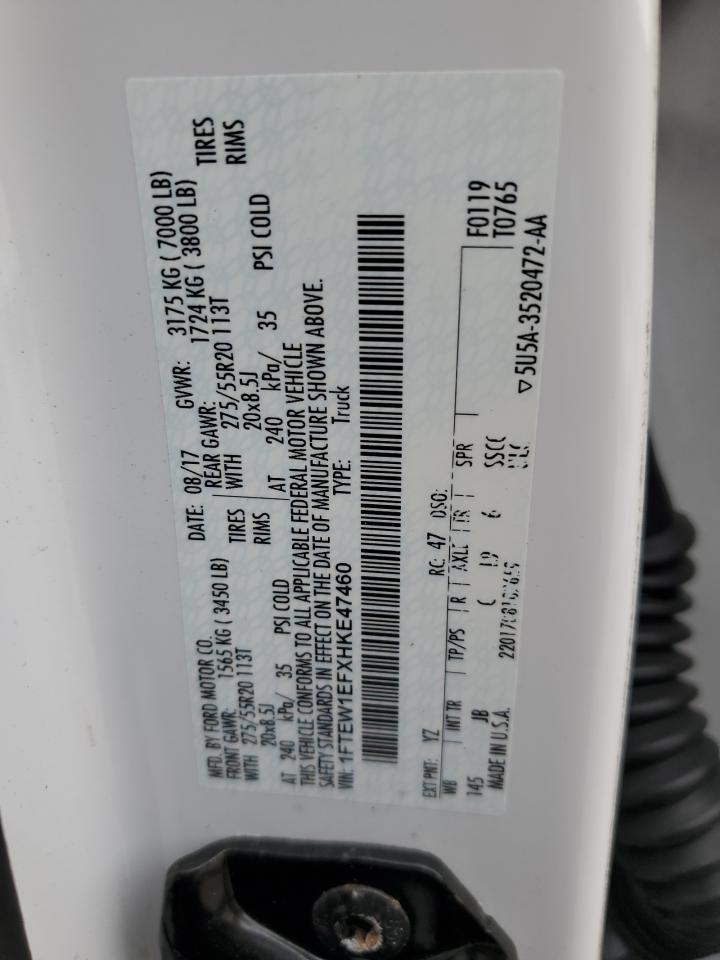 MFD. BY FORD MOTOR CO. DATE: 08/17 GVWR: 3175 KG ( 7000 LB)
FRONT GAWR: 1565 KG ( 3450 LB) REAR GAWR: 1724 KG ( 3800 LB)
WITH 275/55R20 113T TIRES WITH 275/55R20 113T TIRES
20x8.5J RIMS 20x8.5J RIMS
AT 240 kPa/ 35 PSI COLD AT 240 kPa/ 35 PSI COLD
THIS VEHICLE CONFORMS TO ALL APPLICABLE FEDERAL MOTOR VEHICLE
SAFETY STANDARDS IN EFFECT ON THE DATE OF MANUFACTURE SHOWN ABOVE.
VIN: 1FTEW1EFXHKE47460 TYPE: Truck
EXT PNT: YZ RC: 47 DSO: F0119
WB INT TR TP/PS R AXLE TR SPR T0765
145 JB 19 6 SSCC
MADE IN U.S.A. ▽5U5A-3520472-AA